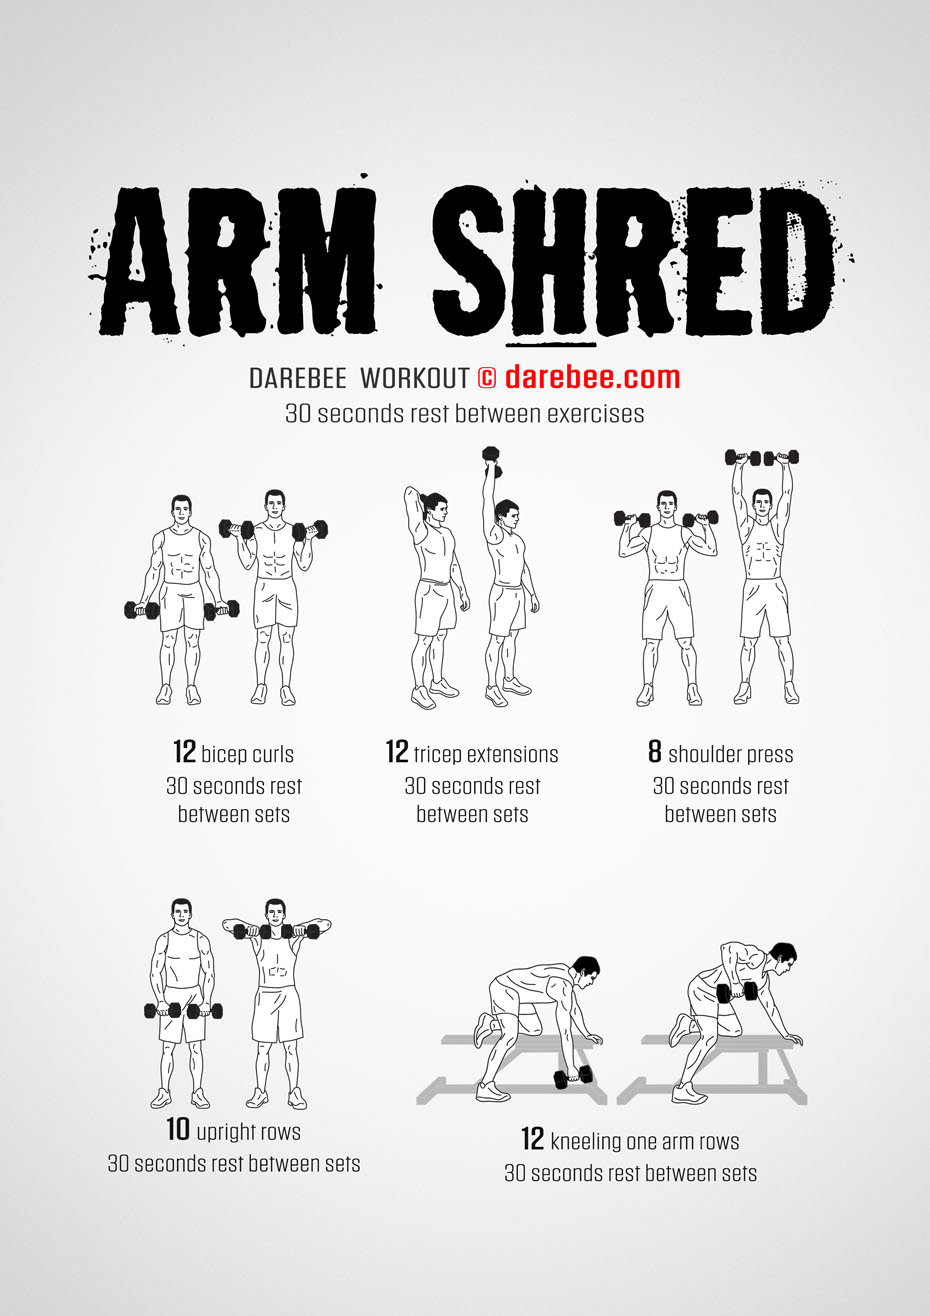 ARM SHRED
DAREBEE WORKOUT © darebee.com
30 seconds rest between exercises
12 bicep curls
30 seconds rest
between sets
12 tricep extensions
30 seconds rest
between sets
8 shoulder press
30 seconds rest
between sets
10 upright rows
30 seconds rest between sets
12 kneeling one arm rows
30 seconds rest between sets